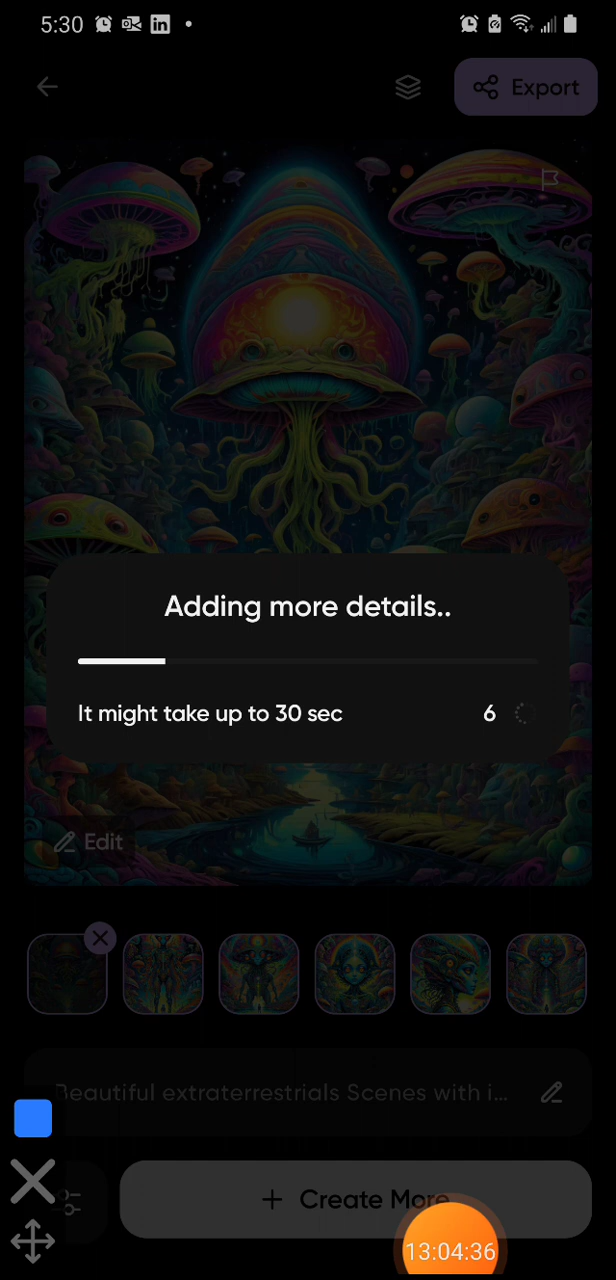 5:30
Export
Adding more details..
It might take up to 30 sec
6
Edit
Beautiful extraterrestrials Scenes with i...
+ Create More
13:04:36